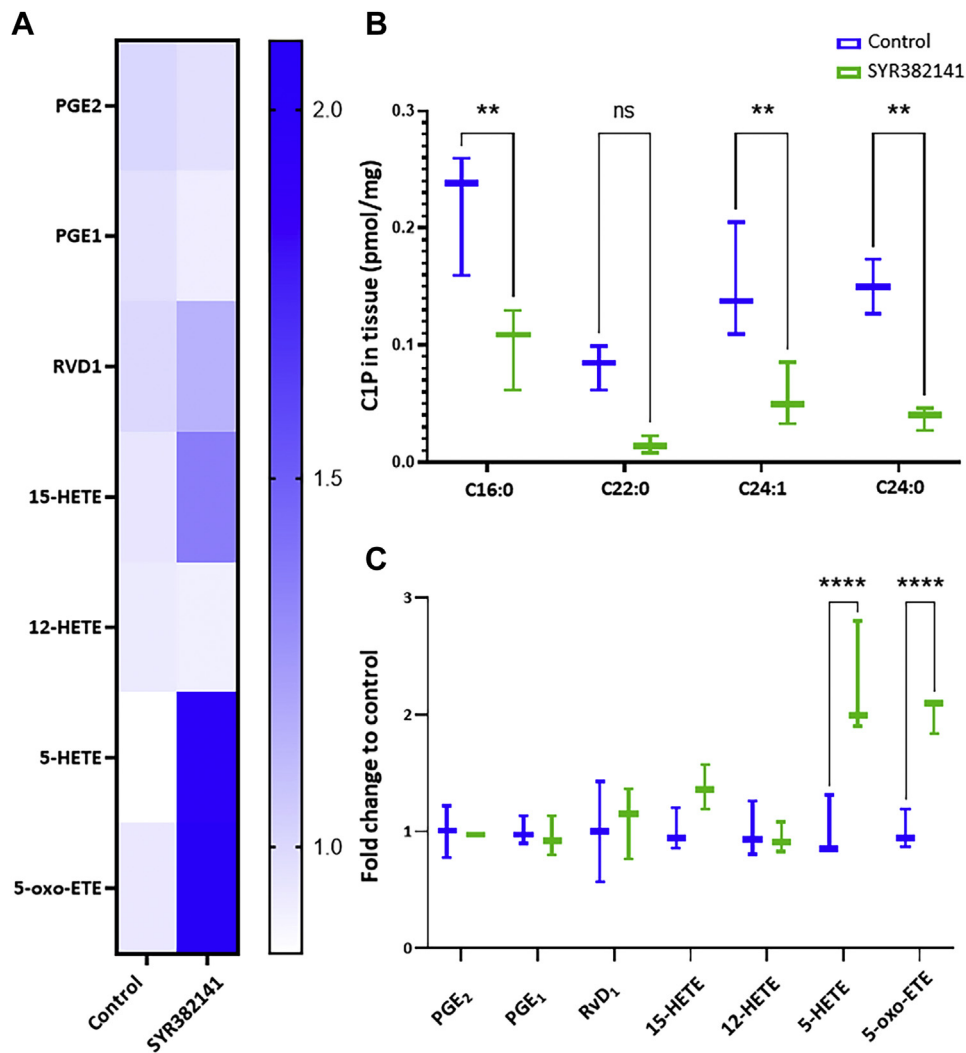 A
PGE2
PGE1
RVD1
15-HETE
12-HETE
5-HETE
5-oxo-ETE
Control
SYR382141
2.0
1.5
1.0
B
Control
SYR382141
C1P in tissue (pmol/mg)
0.3
0.2
0.1
0.0
**
ns
**
**
C16:0
C22:0
C24:1
C24:0
C
Fold change to control
3
2
1
0
****
****
PGE₂
PGE₁
RvD₁
15-HETE
12-HETE
5-HETE
5-oxo-ETE